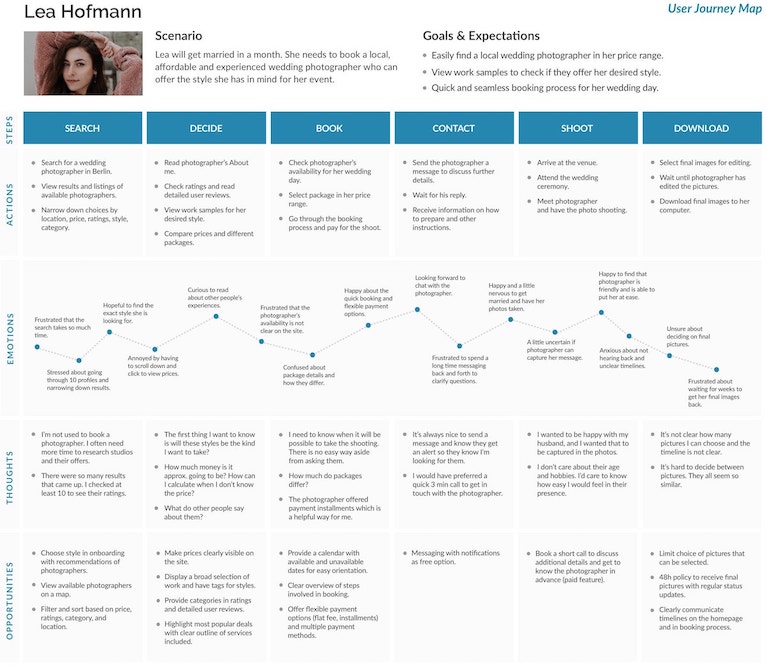 Lea Hofmann
User Journey Map
Scenario
Lea will get married in a month. She needs to book a local,
affordable and experienced wedding photographer who can
offer the style she has in mind for her event.
Goals & Expectations
Easily find a local wedding photographer in her price range.
View work samples to check if they offer her desired style.
Quick and seamless booking process for her wedding day.
STEPS
SEARCH
DECIDE
BOOK
CONTACT
SHOOT
DOWNLOAD
ACTIONS
Search for a wedding
photographer in Berlin.
View results and listings of
available photographers.
Narrow down choices by
location, price, ratings, style,
category.
Read photographer's About
me.
Check ratings and read
detailed user reviews.
View work samples for her
desired style.
Compare prices and different
packages.
Check photographer's
availability for her wedding
day.
Select package in her price
range.
Go through the booking
process and pay for the shoot.
Send the photographer a
message to discuss further
details.
Wait for his reply.
Receive information on how
to prepare and other
instructions.
Arrive at the venue.
Attend the wedding
ceremony.
Meet photographer
and have the photo shooting.
Select final images for editing.
Wait until photographer has
edited the pictures.
Download final images to her
computer.
EMOTIONS
Frustrated that the
search takes so much
time.
Stressed about going
through 10 profiles and
narrowing down results.
Hopeful to find the
exact style she is
looking for.
Annoyed by having
to scroll down and
click to view prices.
Curious to read
about other people's
experiences.
Frustrated that the
photographer's
availability is not
clear on the site.
Confused about
package details and
how they differ.
Happy about the
quick booking and
flexible payment
options.
Looking forward to
chat with the
photographer.
Frustrated to spend a
long time messaging
back and forth to
clarify questions.
Happy and a little
nervous to get
married and have her
photos taken.
A little uncertain if
photographer can
capture her message.
Happy to find that
photographer is
friendly and is able to
put her at ease.
Anxious about not
hearing back and
unclear timelines.
Unsure about
deciding on final
pictures.
Frustrated about
waiting for weeks to
get her final images
back.
THOUGHTS
I'm not used to book a
photographer. I often need
more time to research studios
and their offers.
There were so many results
that came up. I checked at
least 10 to see their ratings.
The first thing I want to know
is will these styles be the kind
I want to take?
How much money is it
approx. going to be? How can
I calculate when I don't know
the price?
What do other people say
about them?
I need to know when it will be
possible to take the shooting.
There is no easy way aside
from asking them.
How much do packages
differ?
The photographer offered
payment installments which is
a helpful way for me.
It's always nice to send a
message and know they get
an alert so they know I'm
looking for them.
I would have preferred a
quick 3 min call to get in
touch with the photographer.
I wanted to be happy with my
husband, and I wanted that to
be captured in the photos.
I don't care about their age
and hobbies. I'd care to know
how easy I would feel in their
presence.
It's not clear how many
pictures I can choose and the
timeline is not clear.
It's hard to decide between
pictures. They all seem so
similar.
OPPORTUNITIES
Choose style in onboarding
with recommendations of
photographers.
View available photographers
on a map.
Filter and sort based on price,
ratings, category, and
location.
Make prices clearly visible on
the site.
Display a broad selection of
work and have tags for styles.
Provide categories in ratings
and detailed user reviews.
Highlight most popular deals
with clear outline of services
included.
Provide a calendar with
available and unavailable
dates for easy orientation.
Clear overview of steps
involved in booking.
Offer flexible payment
options (flat fee, installments)
and multiple payment
methods.
Messaging with notifications
as free option.
Book a short call to discuss
additional details and get to
know the photographer in
advance (paid feature).
Limit choice of pictures that
can be selected.
48h policy to receive final
pictures with regular status
updates.
Clearly communicate
timelines on the homepage
and in booking process.